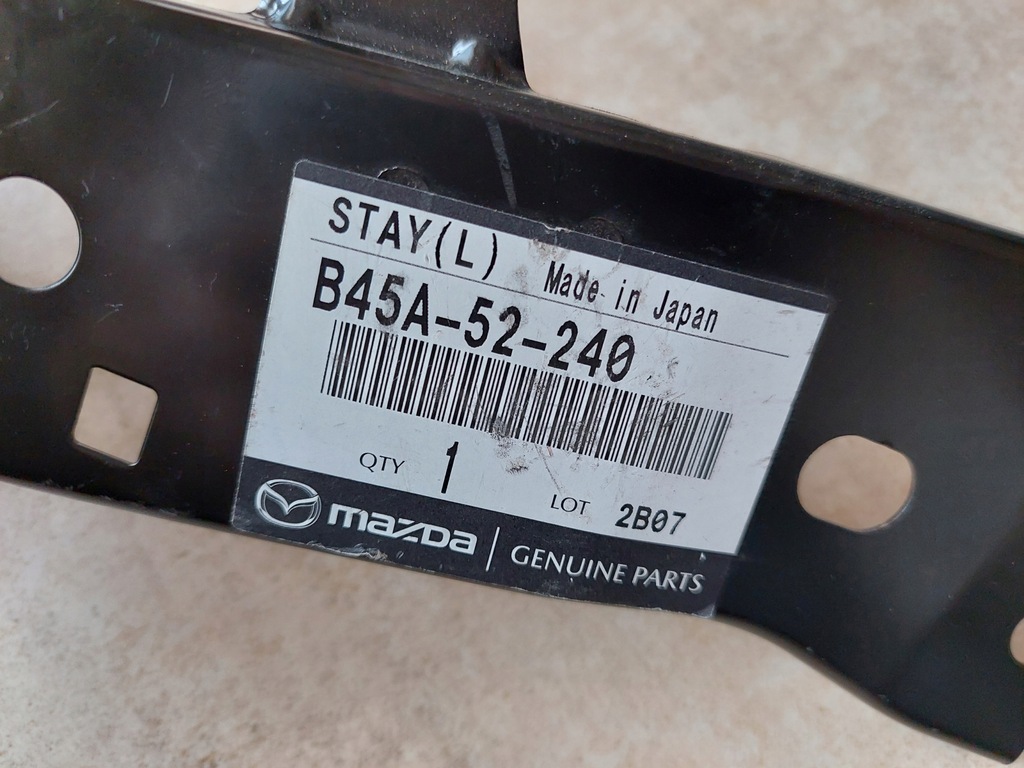 STAY(L)
Made in Japan
B45A-52-240
QTY 1 LOT 2B07
mazda | GENUINE PARTS